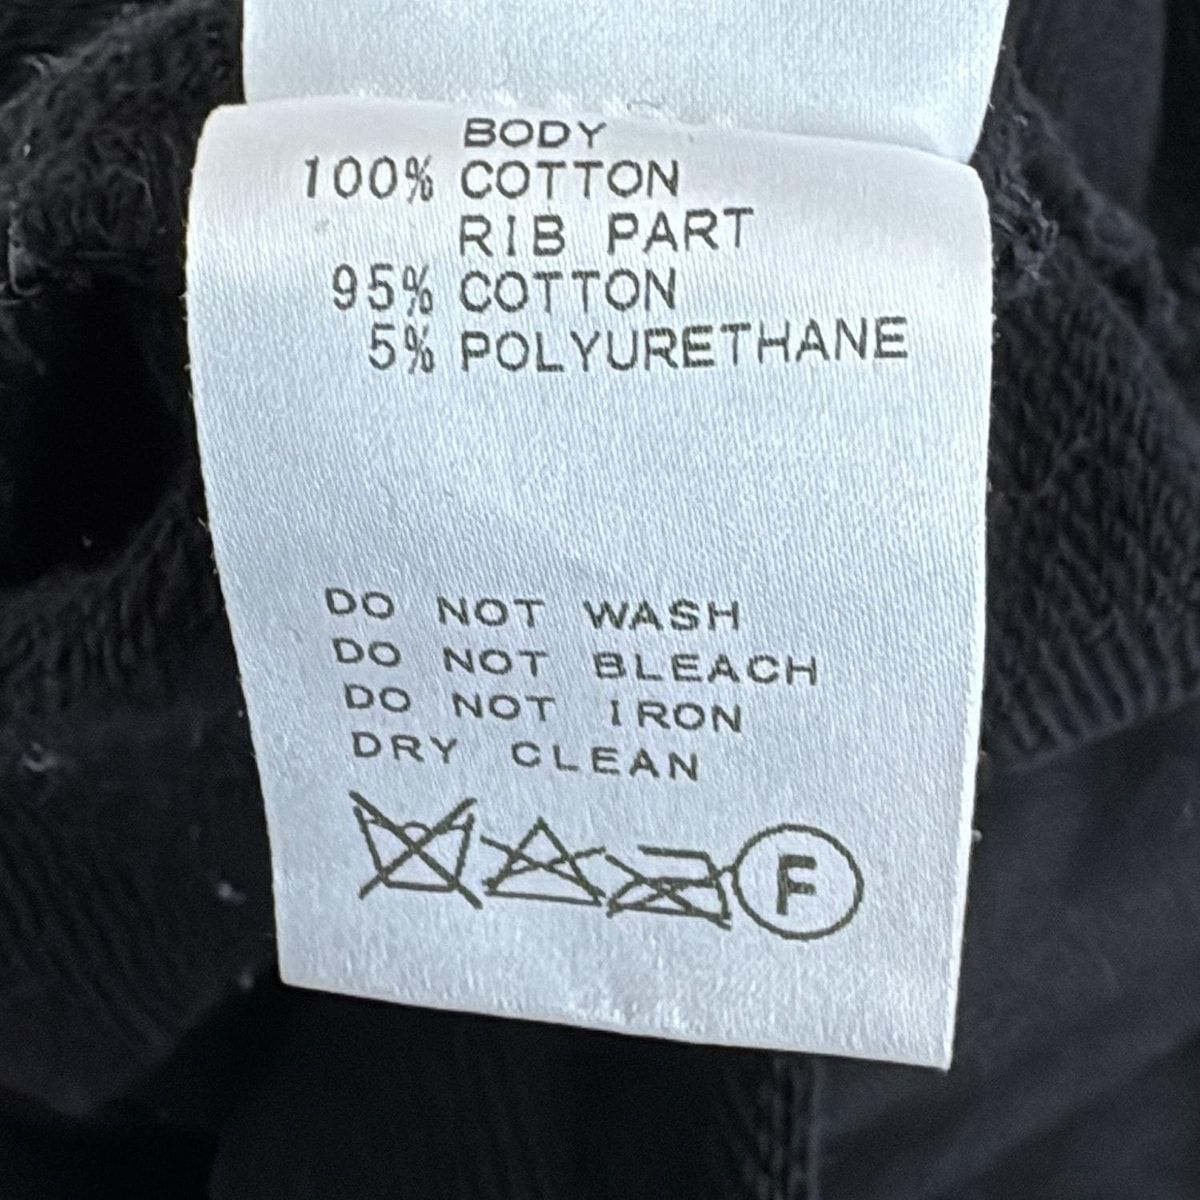 BODY
100% COTTON
RIB PART
95% COTTON
5% POLYURETHANE
DO NOT WASH
DO NOT BLEACH
DO NOT IRON
DRY CLEAN
F